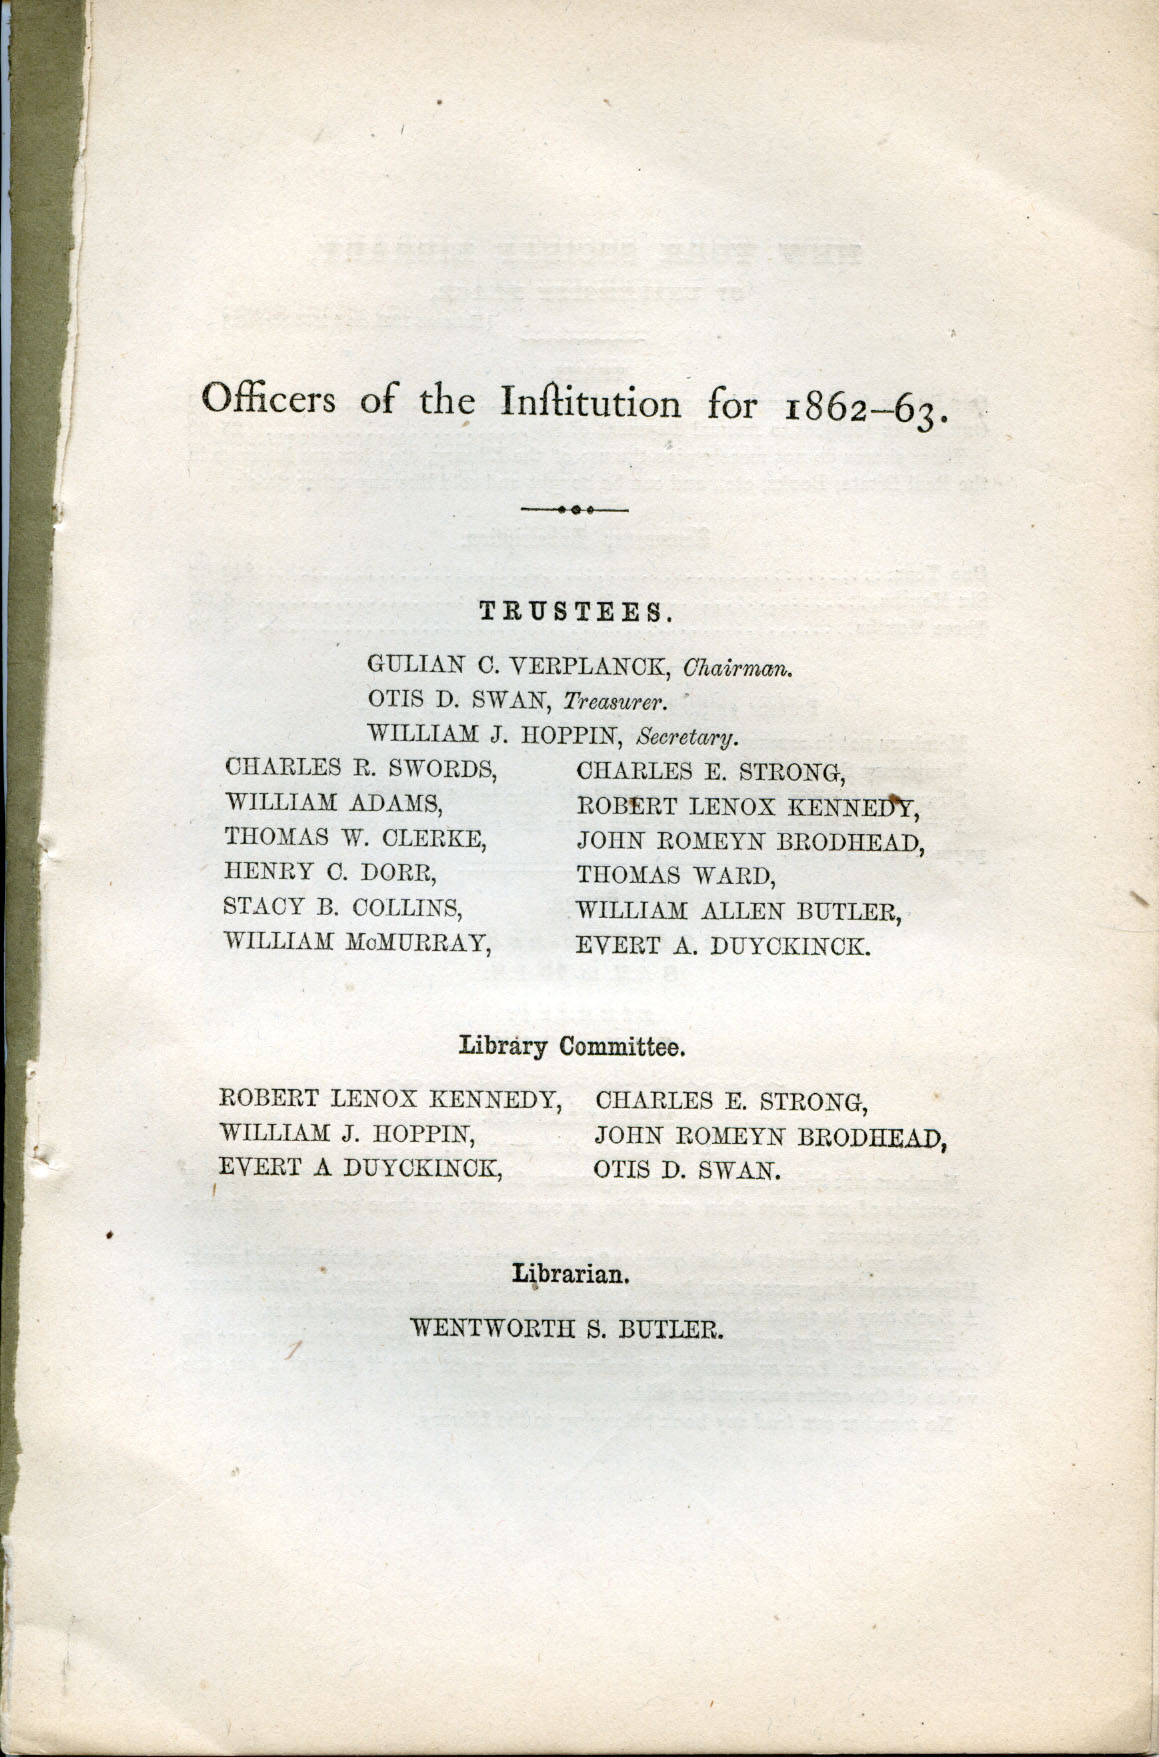 Officers of the Inſtitution for 1862–63.
TRUSTEES.
GULIAN C. VERPLANCK, Chairman.
OTIS D. SWAN, Treasurer.
WILLIAM J. HOPPIN, Secretary.
CHARLES R. SWORDS, CHARLES E. STRONG,
WILLIAM ADAMS, ROBERT LENOX KENNEDY,
THOMAS W. CLERKE, JOHN ROMEYN BRODHEAD,
HENRY C. DORR, THOMAS WARD,
STACY B. COLLINS, WILLIAM ALLEN BUTLER,
WILLIAM McMURRAY, EVERT A. DUYCKINCK.
Library Committee.
ROBERT LENOX KENNEDY, CHARLES E. STRONG,
WILLIAM J. HOPPIN, JOHN ROMEYN BRODHEAD,
EVERT A DUYCKINCK, OTIS D. SWAN.
Librarian.
WENTWORTH S. BUTLER.